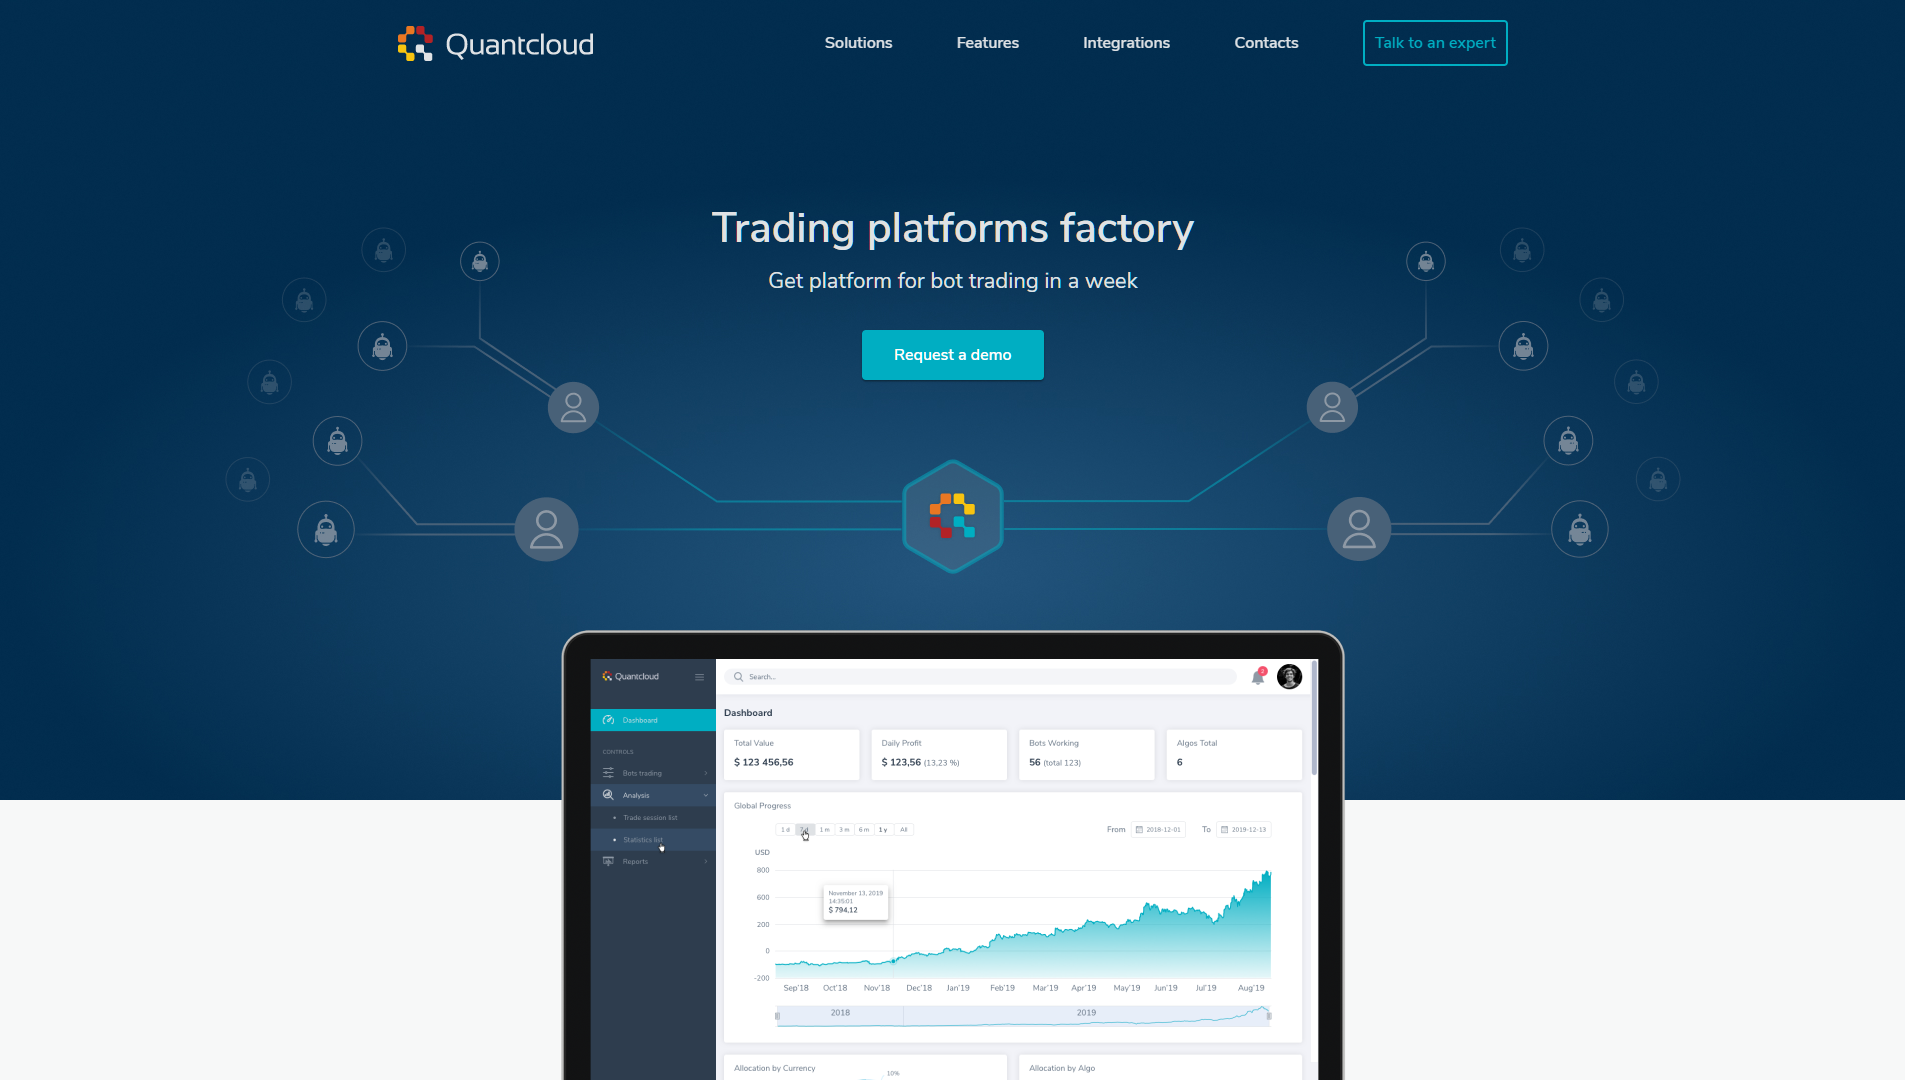 Quantcloud
Solutions
Features
Integrations
Contacts
Talk to an expert
Trading platforms factory
Get platform for bot trading in a week
Request a demo
Quantcloud
Search...
Dashboard
Dashboard
Total Value
$ 123 456,56
Daily Profit
$ 123,56 (13,23 %)
Bots Working
56 (total 123)
Algos Total
6
CONTROLS
Bots trading
Analysis
Trade session list
Statistics list
Reports
Global Progress
1 d
1 m
3 m
6 m
1 y
All
From
2018-12-01
To
2019-12-13
USD
800
600
200
0
-200
November 13, 2019
14:35:01
$ 794,12
Sep'18
Oct'18
Nov'18
Dec'18
Jan'19
Feb'19
Mar'19
Apr'19
May'19
Jun'19
Jul'19
Aug'19
2018
2019
Allocation by Currency
10%
Allocation by Algo